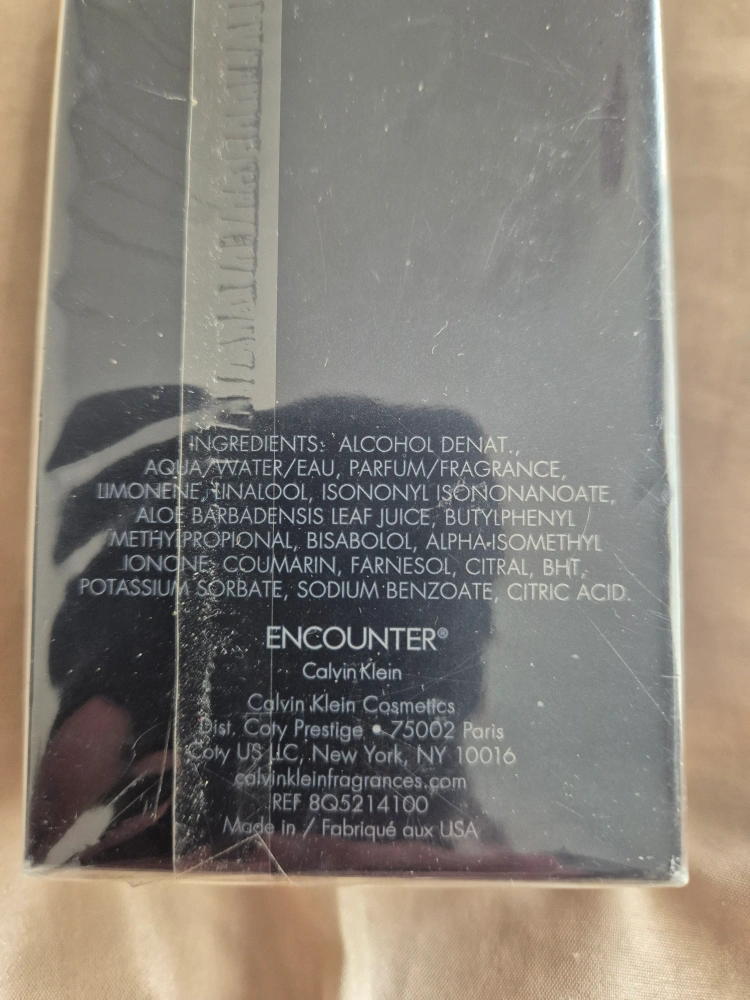 INGREDIENTS: ALCOHOL DENAT.,
AQUA/WATER/EAU, PARFUM/FRAGRANCE,
LIMONENE, LINALOOL, ISONONYL ISONONANOATE,
ALOE BARBADENSIS LEAF JUICE, BUTYLPHENYL
METHYLPROPIONAL, BISABOLOL, ALPHA-ISOMETHYL
IONONE, COUMARIN, FARNESOL, CITRAL, BHT,
POTASSIUM SORBATE, SODIUM BENZOATE, CITRIC ACID.
ENCOUNTER®
Calvin Klein
Calvin Klein Cosmetics
Dist. Coty Prestige • 75002 Paris
Coty US LLC, New York, NY 10016
calvinkleinfragrances.com
REF 8Q5214100
Made in / Fabriqué aux USA